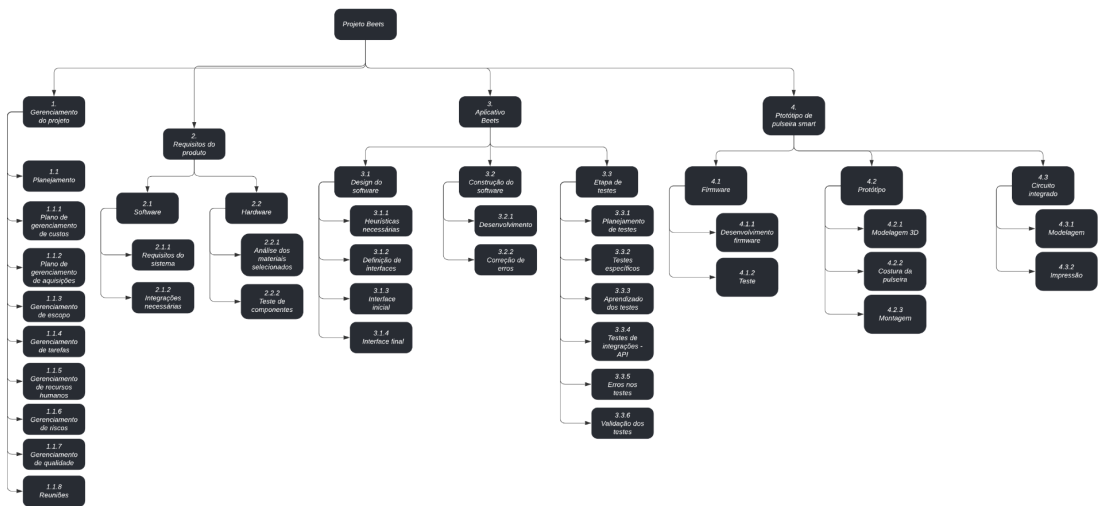 Projeto Beets
1.
Gerenciamento
do projeto
1.1
Planejamento
1.1.1
Plano de
gerenciamento
de custos
1.1.2
Plano de
gerenciamento
de aquisições
1.1.3
Gerenciamento
de escopo
1.1.4
Gerenciamento
de tarefas
1.1.5
Gerenciamento
de recursos
humanos
1.1.6
Gerenciamento
de riscos
1.1.7
Gerenciamento
de qualidade
1.1.8
Reuniões
2.
Requisitos do
produto
2.1
Software
2.1.1
Requisitos do
sistema
2.1.2
Integrações
necessárias
2.2
Hardware
2.2.1
Análise dos
materiais
selecionados
2.2.2
Teste de
componentes
3.
Aplicativo
Beets
3.1
Design do
software
3.1.1
Heurísticas
necessárias
3.1.2
Definição de
interfaces
3.1.3
Interface
inicial
3.1.4
Interface final
3.2
Construção do
software
3.2.1
Desenvolvimento
3.2.2
Correção de
erros
3.3
Etapa de
testes
3.3.1
Planejamento
de testes
3.3.2
Testes
específicos
3.3.3
Aprendizado
dos testes
3.3.4
Testes de
integrações -
API
3.3.5
Erros nos
testes
3.3.6
Validação dos
testes
4.
Ptotótipo de
pulseira smart
4.1
Firmware
4.1.1
Desenvolvimento
firmware
4.1.2
Teste
4.2
Protótipo
4.2.1
Modelagem 3D
4.2.2
Costura da
pulseira
4.2.3
Montagem
4.3
Circuito
integrado
4.3.1
Modelagem
4.3.2
Impressão